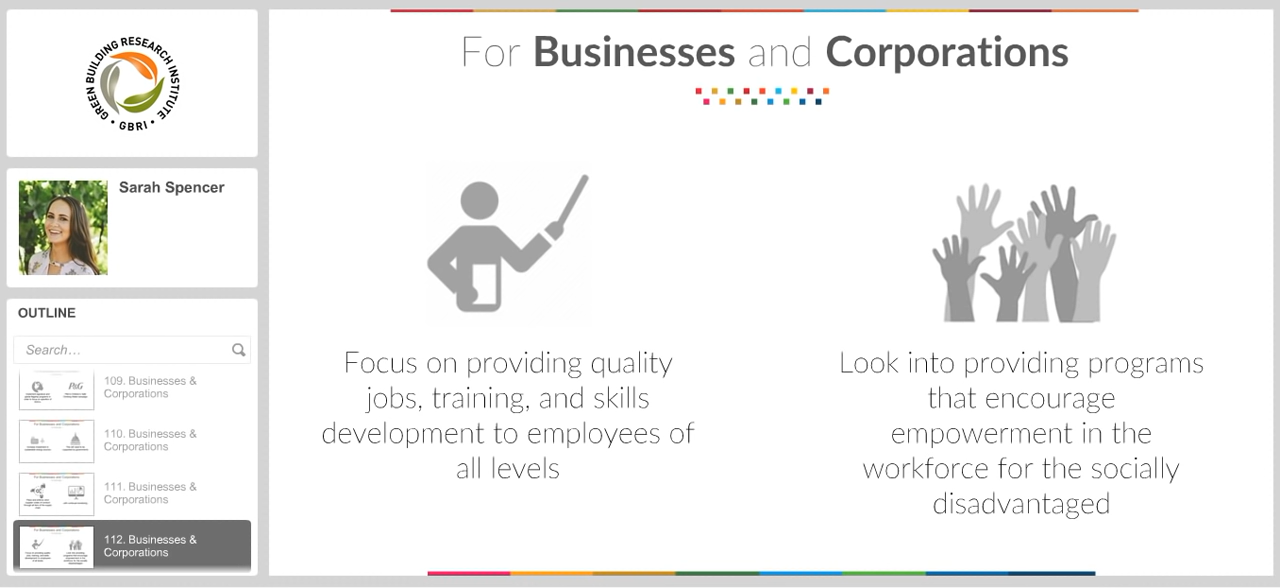 GREEN BUILDING RESEARCH INSTITUTE
• GBRI •
Sarah Spencer
OUTLINE
Search...
109. Businesses &
Corporations
110. Businesses &
Corporations
111. Businesses &
Corporations
112. Businesses &
Corporations
For Businesses and Corporations
Focus on providing quality
jobs, training, and skills
development to employees of
all levels
Look into providing programs
that encourage
empowerment in the
workforce for the socially
disadvantaged